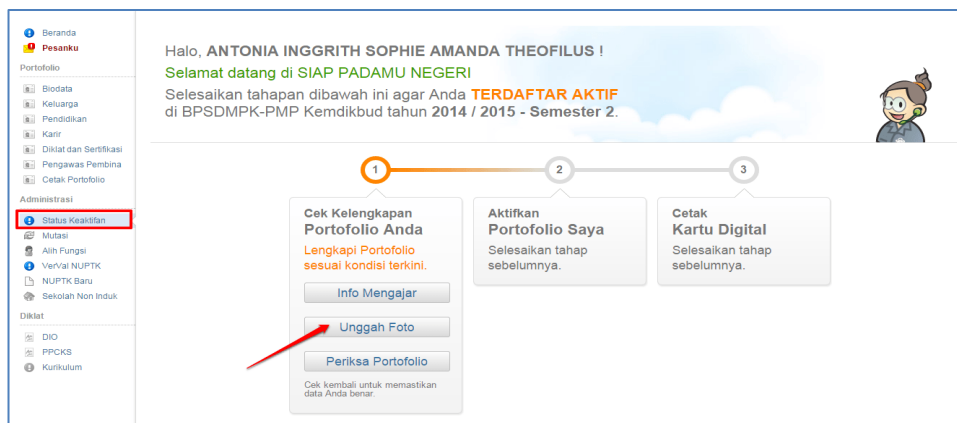 Beranda
Pesanku
Portofolio
Biodata
Keluarga
Pendidikan
Karir
Diklat dan Sertifikasi
Pengawas Pembina
Cetak Portofolio
Administrasi
Status Keaktifan
Mutasi
Alih Fungsi
VerVal NUPTK
NUPTK Baru
Sekolah Non Induk
Diklat
DIO
PPCKS
Kurikulum
Halo, ANTONIA INGGRITH SOPHIE AMANDA THEOFILUS !
Selamat datang di SIAP PADAMU NEGERI
Selesaikan tahapan dibawah ini agar Anda TERDAFTAR AKTIF
di BPSDMPK-PMP Kemdikbud tahun 2014 / 2015 - Semester 2.
1
Cek Kelengkapan
Portofolio Anda
Lengkapi Portofolio
sesuai kondisi terkini.
Info Mengajar
Unggah Foto
Periksa Portofolio
Cek kembali untuk memastikan
data Anda benar.
2
Aktifkan
Portofolio Saya
Selesaikan tahap
sebelumnya.
3
Cetak
Kartu Digital
Selesaikan tahap
sebelumnya.